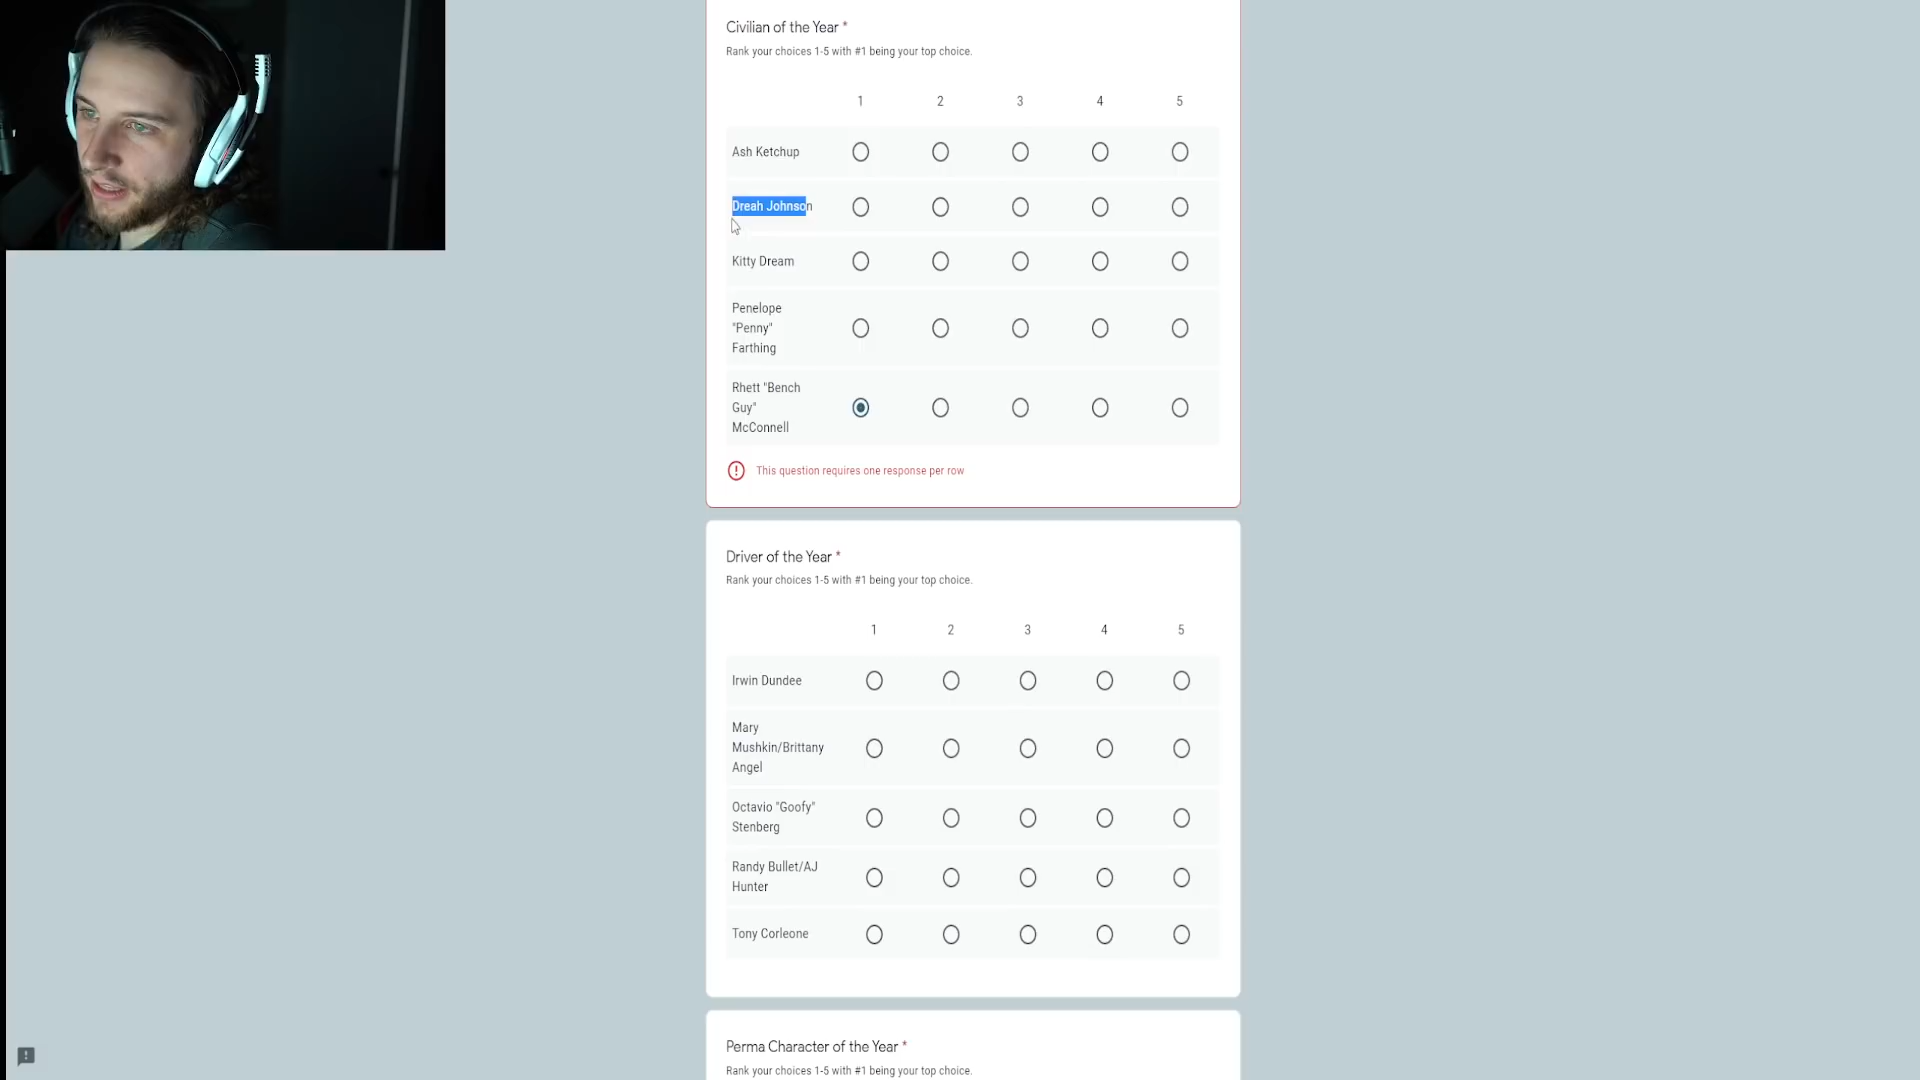 Civilian of the Year *
Rank your choices 1-5 with #1 being your top choice.
1 2 3 4 5
Ash Ketchup
Dreah Johnson
Kitty Dream
Penelope
"Penny"
Farthing
Rhett "Bench
Guy"
McConnell
This question requires one response per row
Driver of the Year *
Rank your choices 1-5 with #1 being your top choice.
1 2 3 4 5
Irwin Dundee
Mary
Mushkin/Brittany
Angel
Octavio "Goofy"
Stenberg
Randy Bullet/AJ
Hunter
Tony Corleone
Perma Character of the Year *
Rank your choices 1-5 with #1 being your top choice.